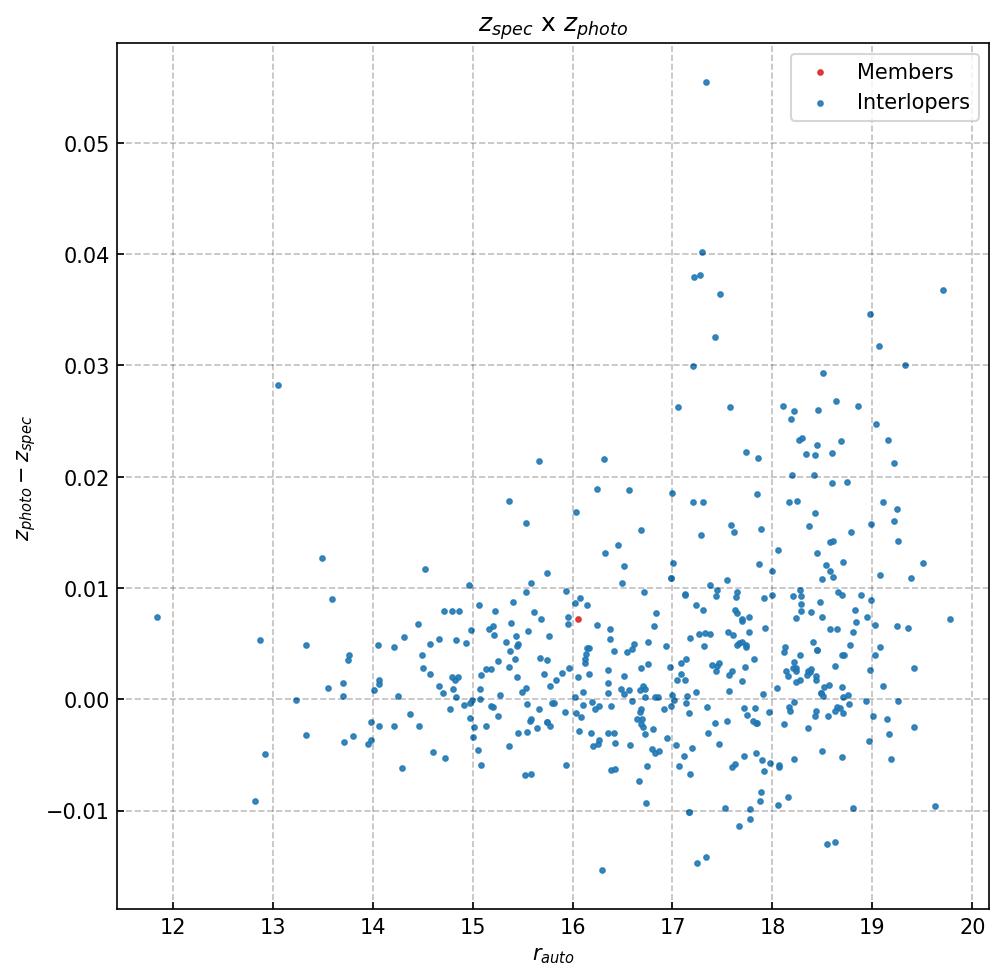 z_spec x z_photo
Members
Interlopers
0.05
0.04
0.03
0.02
0.01
0.00
−0.01
z_photo − z_spec
12 13 14 15 16 17 18 19 20
r_auto